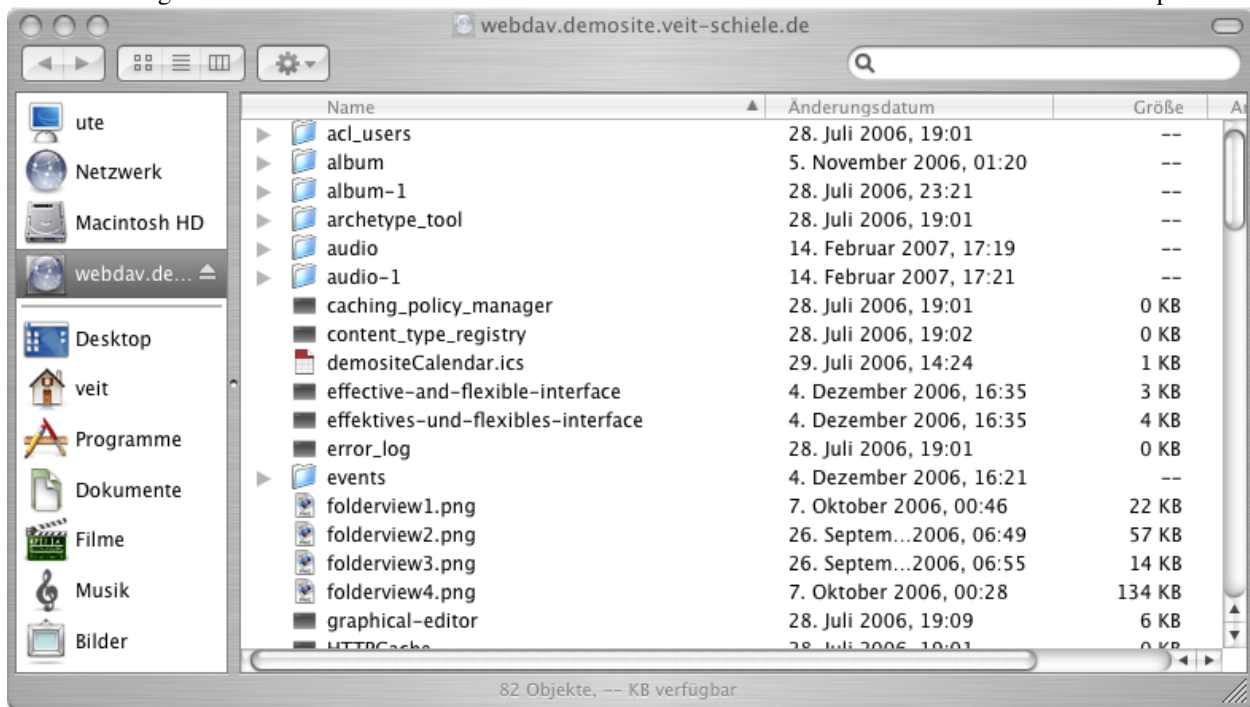 webdav.demosite.veit-schiele.de
ute
Netzwerk
Macintosh HD
webdav.de...
Desktop
veit
Programme
Dokumente
Filme
Musik
Bilder
Name Änderungsdatum Größe
acl_users 28. Juli 2006, 19:01 --
album 5. November 2006, 01:20 --
album-1 28. Juli 2006, 23:21 --
archetype_tool 28. Juli 2006, 19:01 --
audio 14. Februar 2007, 17:19 --
audio-1 14. Februar 2007, 17:21 --
caching_policy_manager 28. Juli 2006, 19:01 0 KB
content_type_registry 28. Juli 2006, 19:02 0 KB
demositeCalendar.ics 29. Juli 2006, 14:24 1 KB
effective-and-flexible-interface 4. Dezember 2006, 16:35 3 KB
effektives-und-flexibles-interface 4. Dezember 2006, 16:35 4 KB
error_log 28. Juli 2006, 19:01 0 KB
events 4. Dezember 2006, 16:21 --
folderview1.png 7. Oktober 2006, 00:46 22 KB
folderview2.png 26. Septem...2006, 06:49 57 KB
folderview3.png 26. Septem...2006, 06:55 14 KB
folderview4.png 7. Oktober 2006, 00:28 134 KB
graphical-editor 28. Juli 2006, 19:09 6 KB
HTTPCache 28. Juli 2006, 19:01 0 KB
82 Objekte, -- KB verfügbar